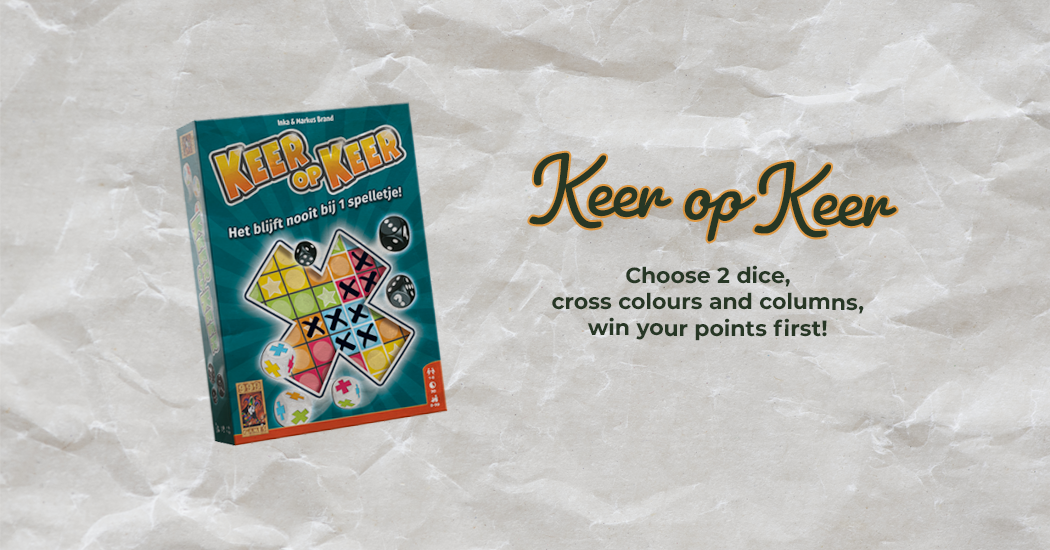 Inka & Markus Brand
KEER OP KEER
Het blijft nooit bij 1 spelletje!
Keer op Keer
Choose 2 dice,
cross colours and columns,
win your points first!